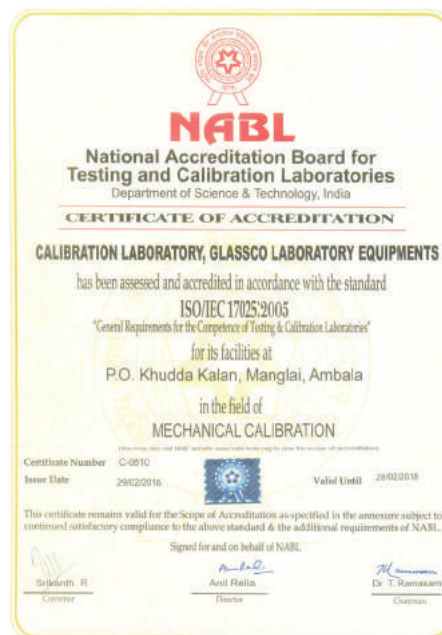 NABL
National Accreditation Board for
Testing and Calibration Laboratories
Department of Science & Technology, India
CERTIFICATE OF ACCREDITATION
CALIBRATION LABORATORY, GLASSCO LABORATORY EQUIPMENTS
has been assessed and accredited in accordance with the standard
ISO/IEC 17025:2005
"General Requirements for the Competence of Testing & Calibration Laboratories"
for its facilities at
P.O. Khudda Kalan, Manglai, Ambala
in the field of
MECHANICAL CALIBRATION
Certificate Number C-0510
Issue Date 29/02/2016 Valid Until 28/02/2018
This certificate remains valid for the Scope of Accreditation as specified in the annexure subject to
continued satisfactory compliance to the above standard & the additional requirements of NABL.
Signed for and on behalf of NABL
Srikanth R Anil Relia Dr T. Ramasam
Convenor Director Chairman